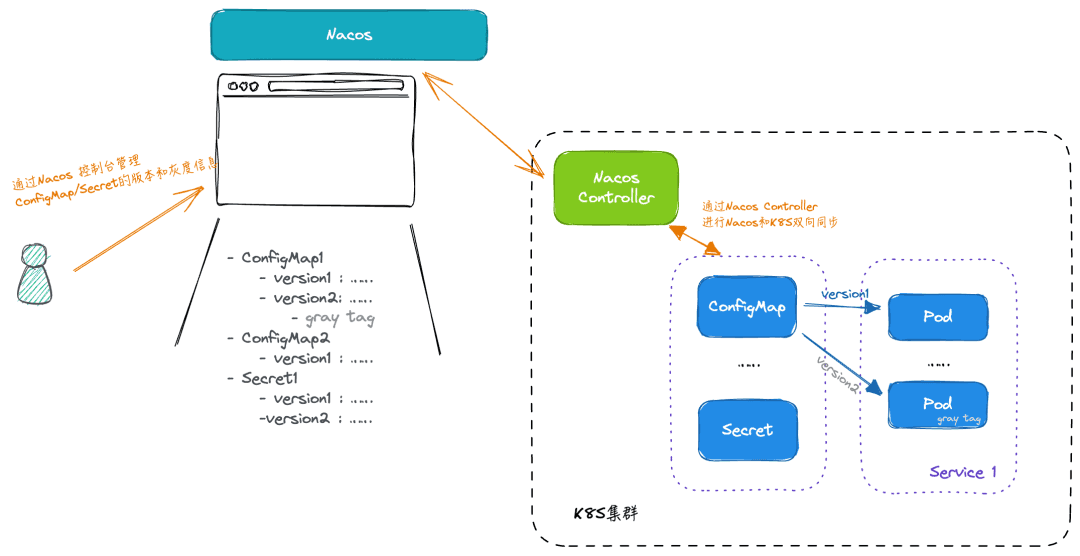 Nacos
通过Nacos 控制台管理
ConfigMap/Secret的版本和灰度信息
- ConfigMap1
- version1 : ......
- version2: ......
- gray tag
- ConfigMap2
- version1 : ......
- Secret1
- version1 : ......
-version2 : ......
Nacos
Controller
通过Nacos Controller
进行Nacos和K8S双向同步
ConfigMap
......
Secret
version1
version2
Pod
......
Pod
gray tag
Service 1
K8S集群